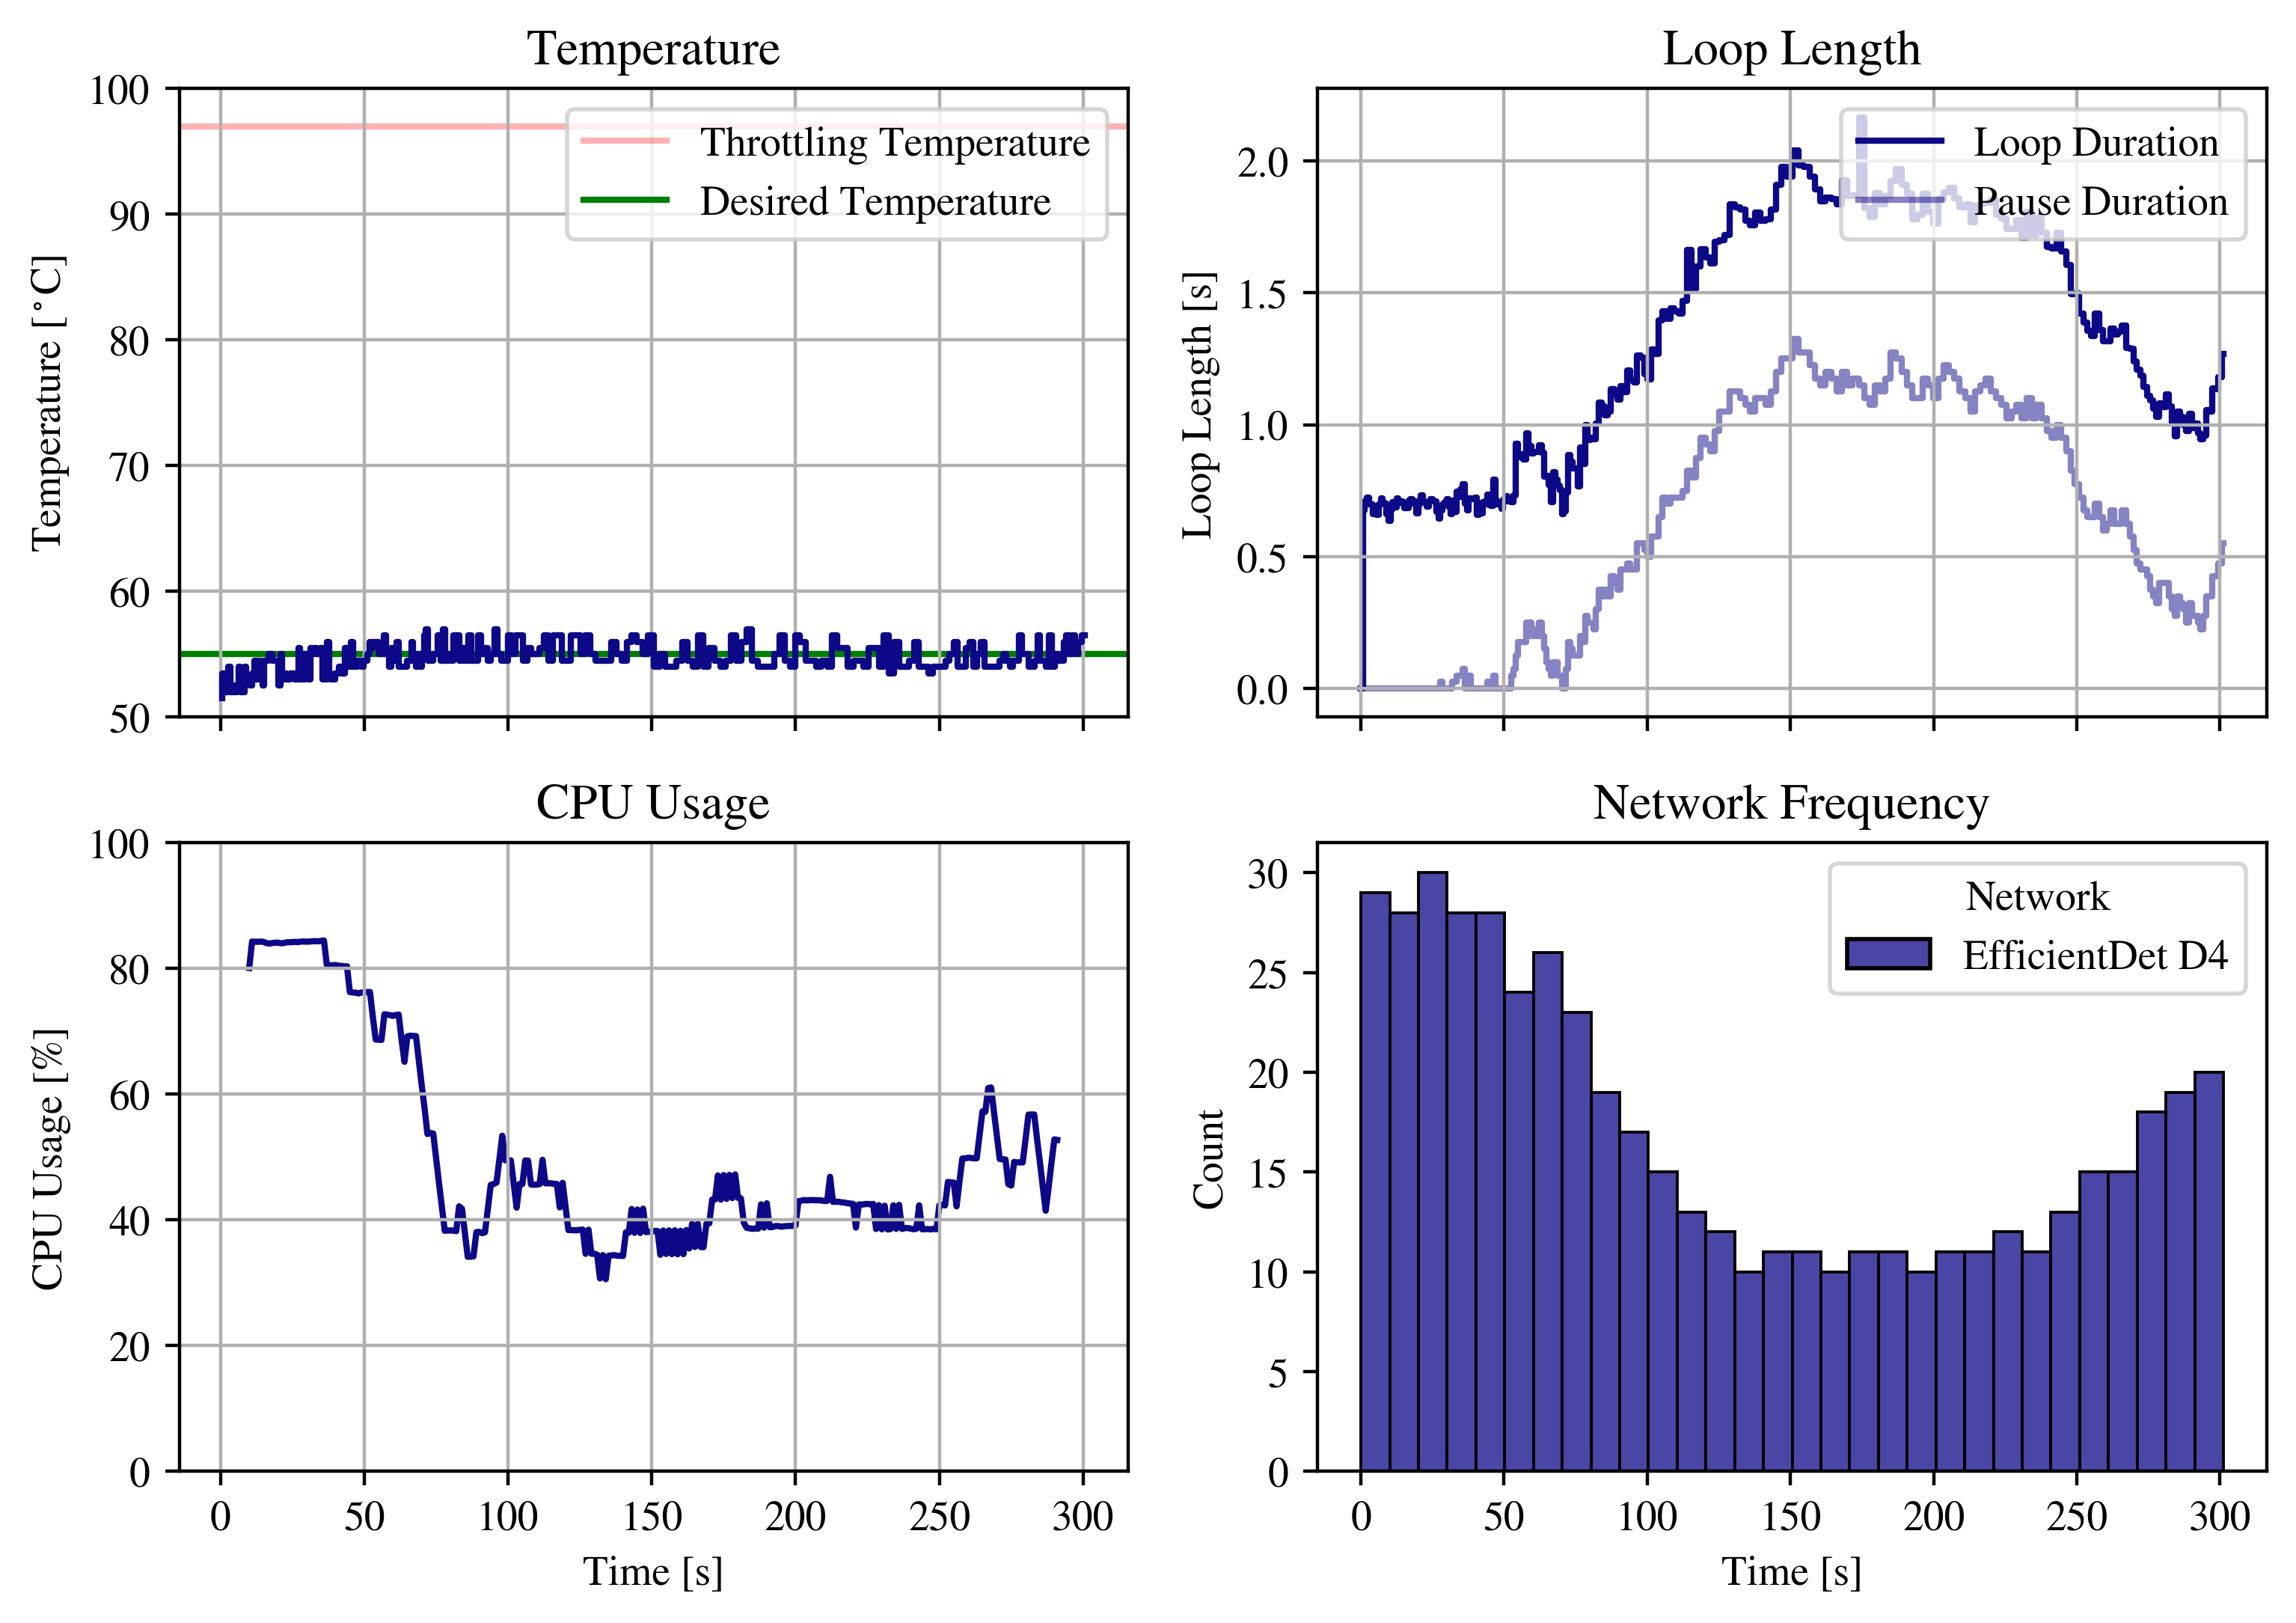 Temperature
100
90
80
70
60
50
Temperature [°C]
Throttling Temperature
Desired Temperature
Loop Length
2.0
1.5
1.0
0.5
0.0
Loop Length [s]
Loop Duration
Pause Duration
CPU Usage
100
80
60
40
20
0
CPU Usage [%]
0 50 100 150 200 250 300
Time [s]
Network Frequency
30
25
20
15
10
5
0
Count
Network
EfficientDet D4
0 50 100 150 200 250 300
Time [s]